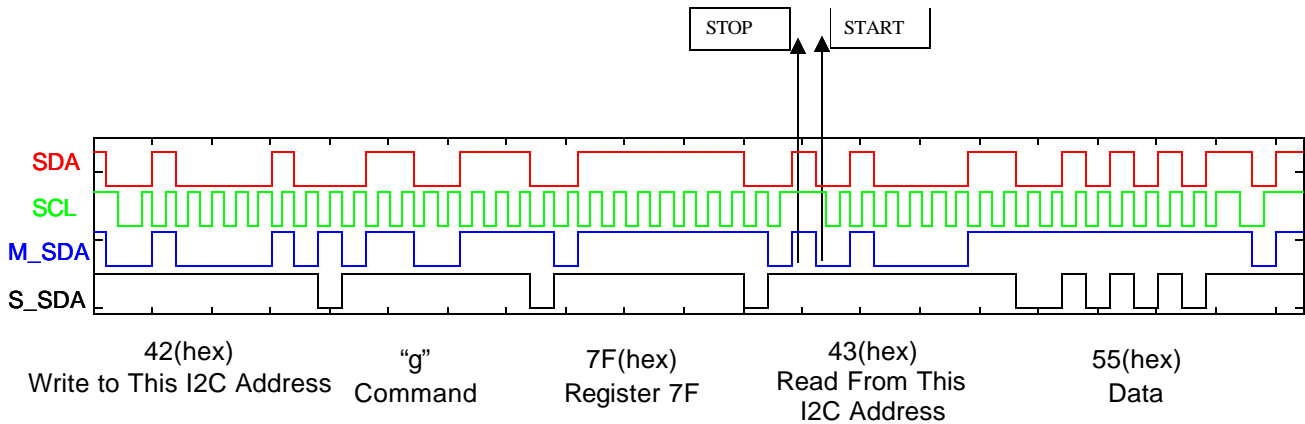 STOP
START
SDA
SCL
M_SDA
S_SDA
42(hex)
Write to This I2C Address
“g”
Command
7F(hex)
Register 7F
43(hex)
Read From This
I2C Address
55(hex)
Data